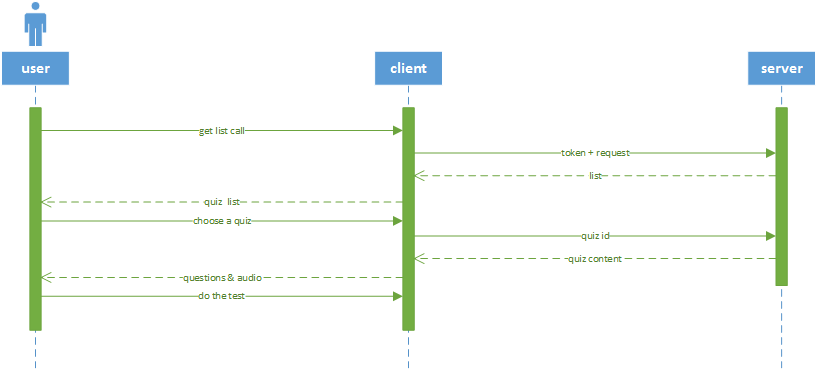 user
client
server
get list call
token + request
list
quiz list
choose a quiz
quiz id
quiz content
questions & audio
do the test